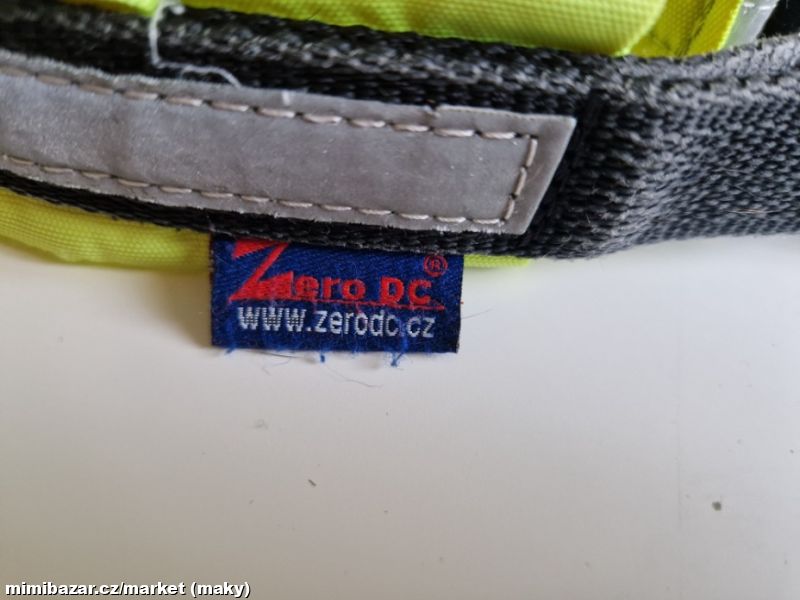 Zero DC ®
www.zerodc.cz
mimibazar.cz/market (maky)